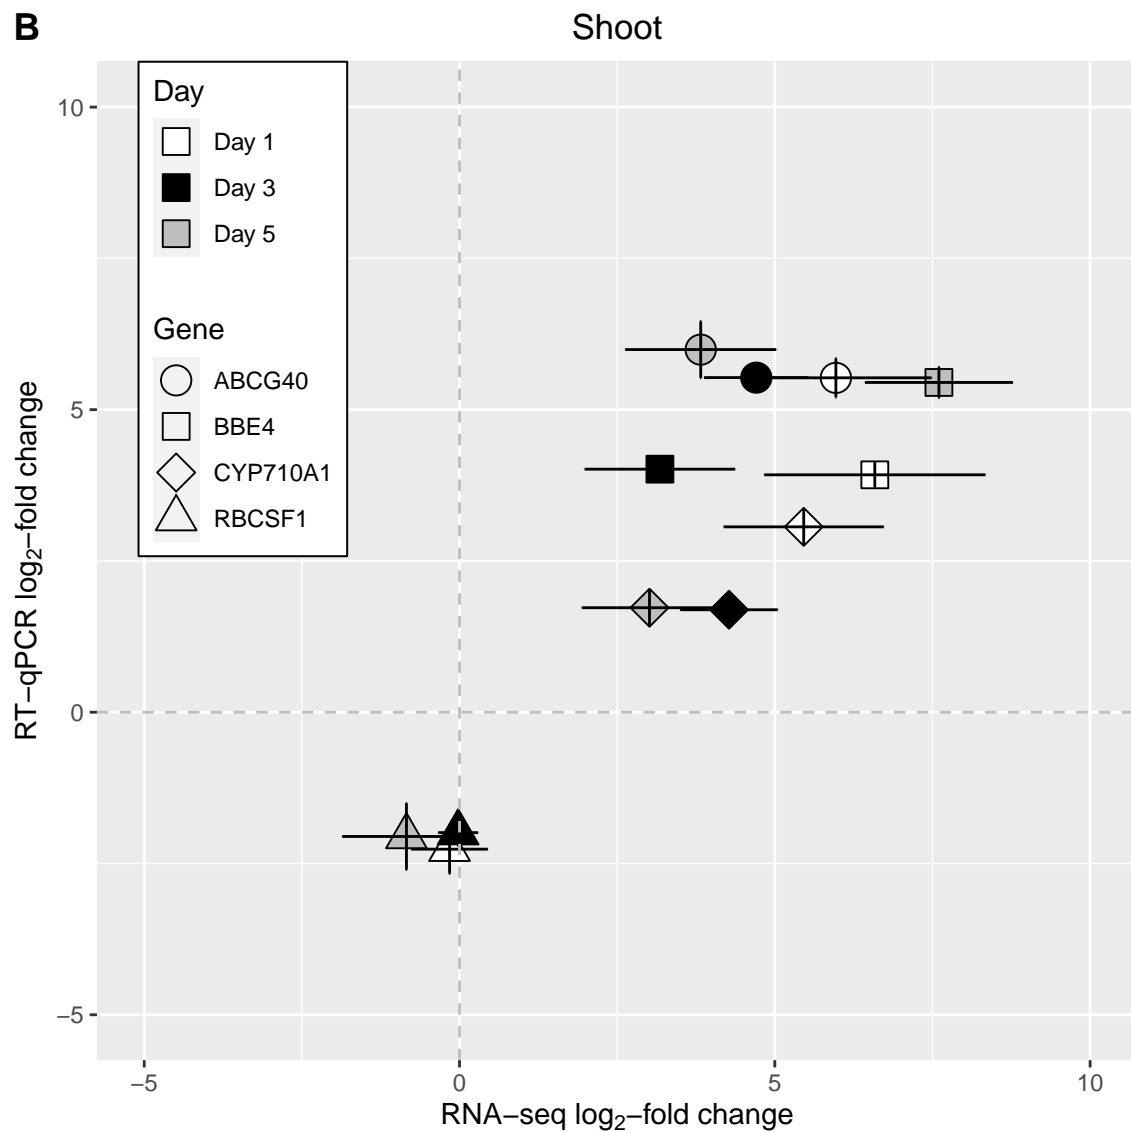 B
Shoot
Day
Day 1
Day 3
Day 5
Gene
ABCG40
BBE4
CYP710A1
RBCSF1
10
5
0
−5
RT−qPCR log2−fold change
−5
0
5
10
RNA−seq log2−fold change